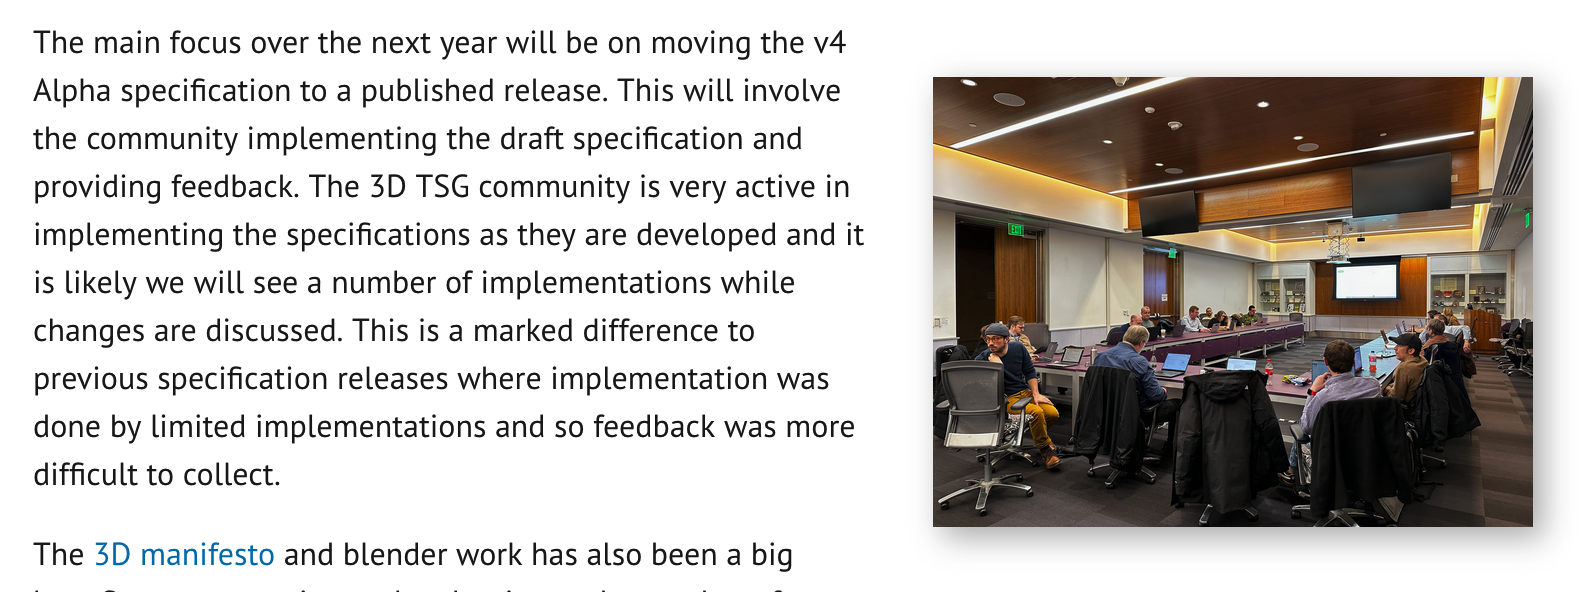 The main focus over the next year will be on moving the v4
Alpha specification to a published release. This will involve
the community implementing the draft specification and
providing feedback. The 3D TSG community is very active in
implementing the specifications as they are developed and it
is likely we will see a number of implementations while
changes are discussed. This is a marked difference to
previous specification releases where implementation was
done by limited implementations and so feedback was more
difficult to collect.
The 3D manifesto and blender work has also been a big
EXIT